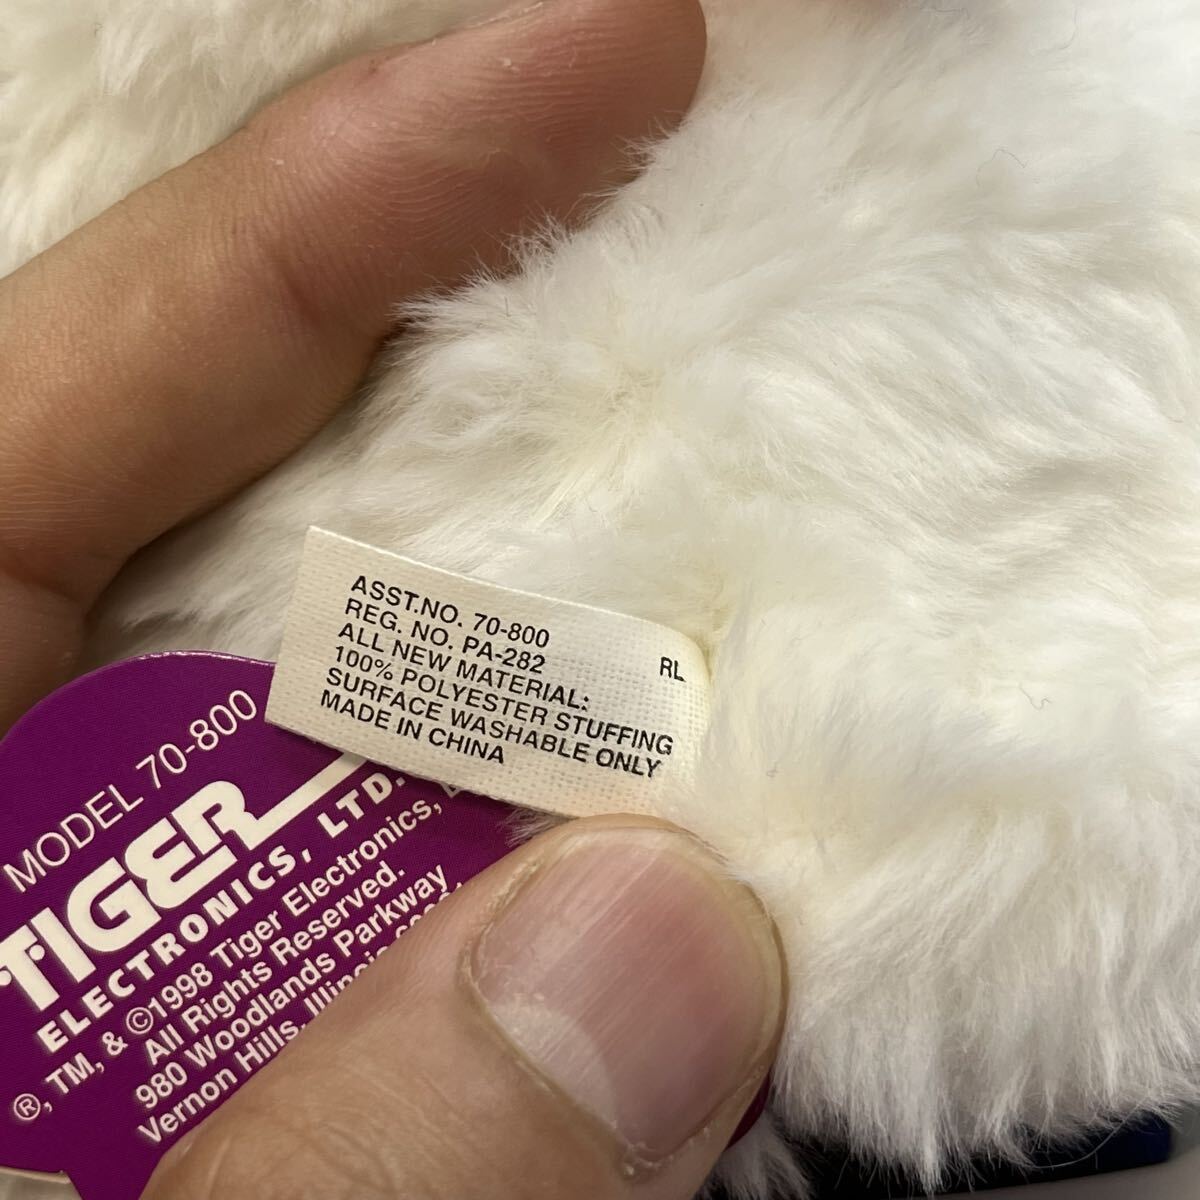 ASST.NO. 70-800
REG. NO. PA-282 RL
ALL NEW MATERIAL:
100% POLYESTER STUFFING
SURFACE WASHABLE ONLY
MADE IN CHINA
MODEL 70-800
TIGER
ELECTRONICS, LTD.
®, TM, & ©1998 Tiger Electronics,
All Rights Reserved.
980 Woodlands Parkway
Vernon Hills, Illinois